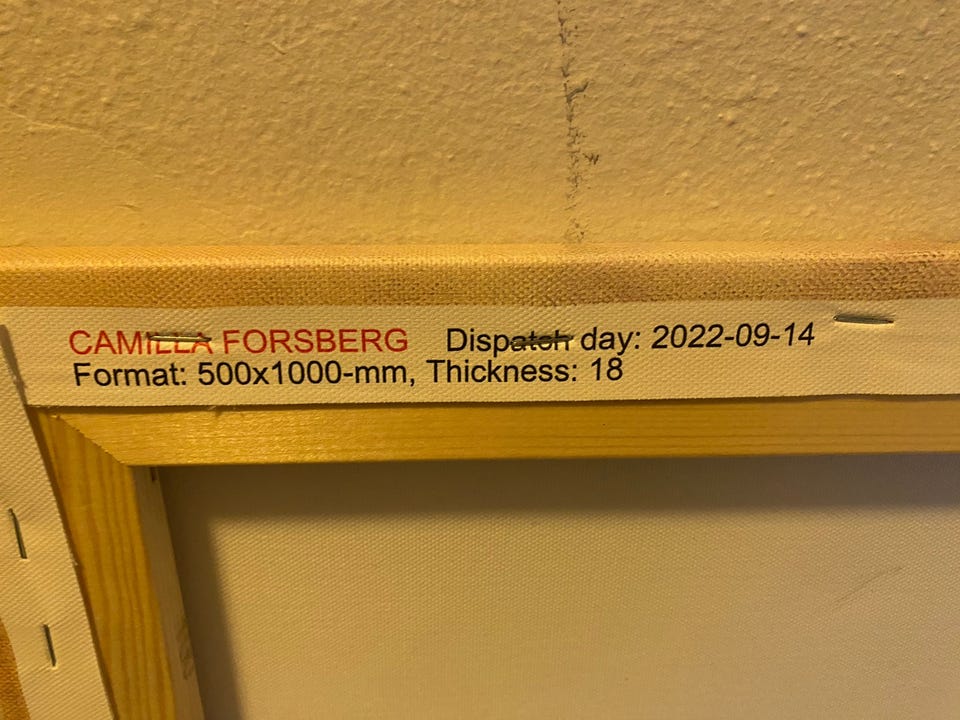 CAMILLA FORSBERG Dispatch day: 2022-09-14
Format: 500x1000-mm, Thickness: 18